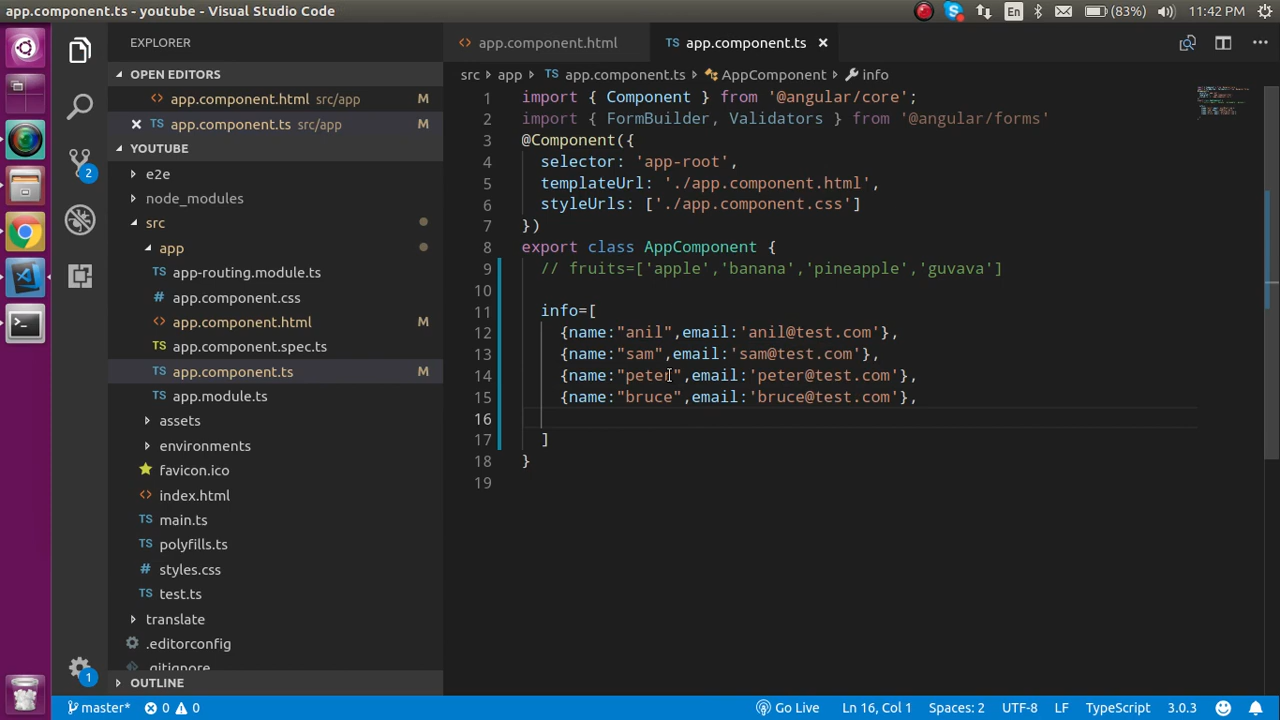 app.component.ts - youtube - Visual Studio Code
En
(83%)
11:42 PM
EXPLORER
OPEN EDITORS
app.component.html src/app M
TS app.component.ts src/app M
YOUTUBE
e2e
node_modules
src
app
app-routing.module.ts
app.component.css
app.component.html M
app.component.spec.ts
app.component.ts M
app.module.ts
assets
environments
favicon.ico
index.html
main.ts
polyfills.ts
styles.css
test.ts
translate
.editorconfig
.gitignore
OUTLINE
2
1
app.component.html
TS app.component.ts
src › app › TS app.component.ts › AppComponent › info
1 import { Component } from '@angular/core';
2 import { FormBuilder, Validators } from '@angular/forms'
3 @Component({
4 selector: 'app-root',
5 templateUrl: './app.component.html',
6 styleUrls: ['./app.component.css']
7 })
8 export class AppComponent {
9 // fruits=['apple','banana','pineapple','guvava']
10
11 info=[
12 {name:"anil",email:'anil@test.com'},
13 {name:"sam",email:'sam@test.com'},
14 {name:"peter",email:'peter@test.com'},
15 {name:"bruce",email:'bruce@test.com'},
16
17 ]
18 }
19
master* 0 0
Go Live Ln 16, Col 1 Spaces: 2 UTF-8 LF TypeScript 3.0.3